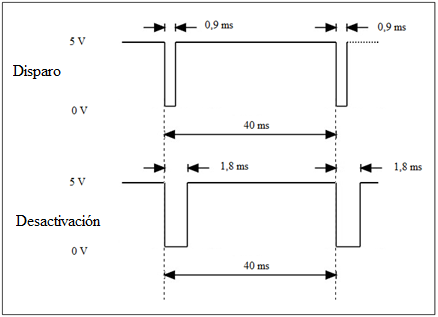 0,9 ms
0,9 ms
5 V
Disparo
0 V
40 ms
1,8 ms
1,8 ms
5 V
Desactivación
0 V
40 ms